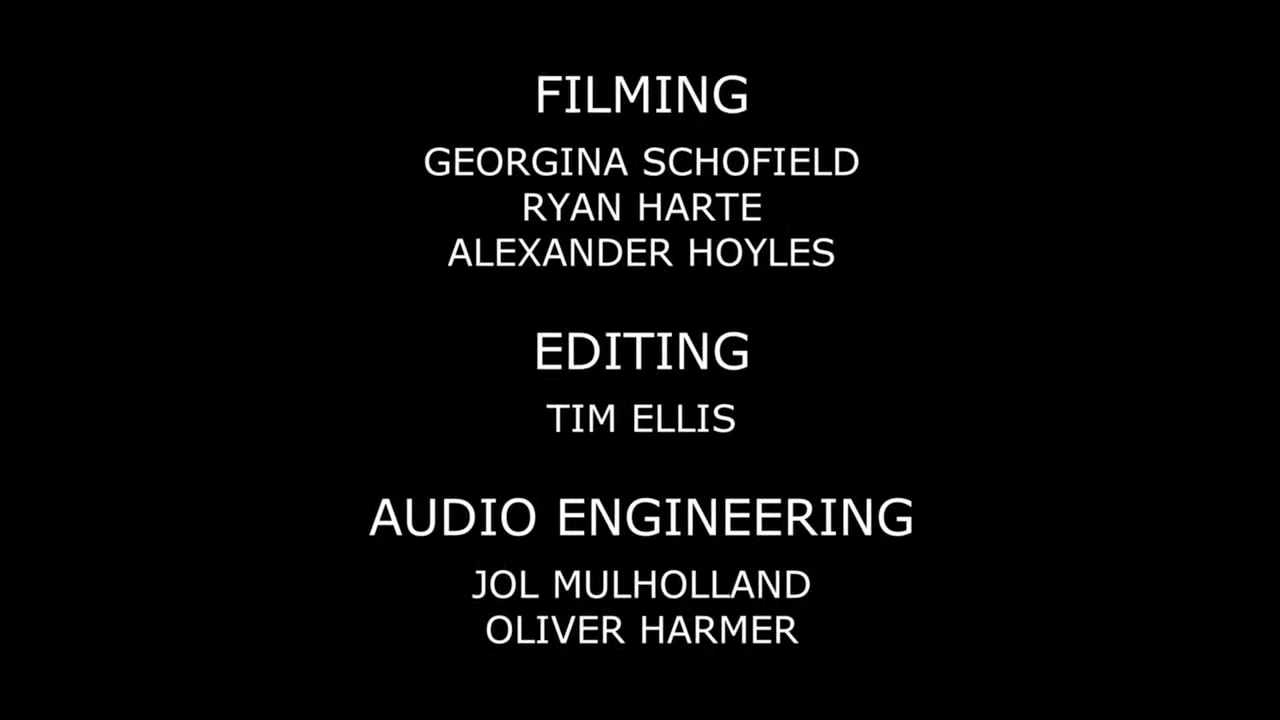 FILMING
GEORGINA SCHOFIELD
RYAN HARTE
ALEXANDER HOYLES
EDITING
TIM ELLIS
AUDIO ENGINEERING
JOL MULHOLLAND
OLIVER HARMER